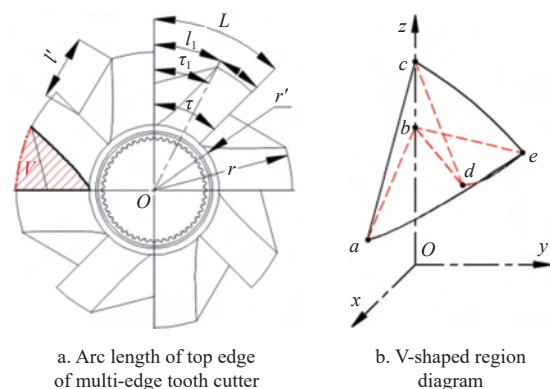 L
l₁
τ₁
l′
r′
τ
r
V
O
z
c
b
d
e
a
O
y
x
a. Arc length of top edge
of multi-edge tooth cutter
b. V-shaped region
diagram